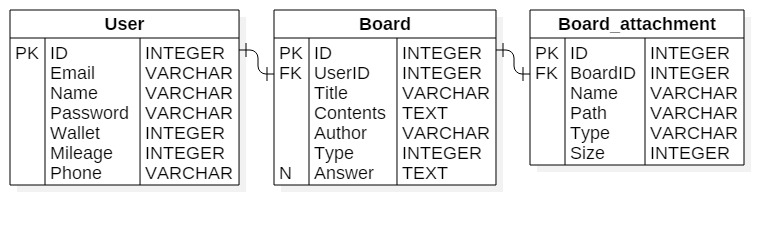 User
PK ID INTEGER
Email VARCHAR
Name VARCHAR
Password VARCHAR
Wallet INTEGER
Mileage INTEGER
Phone VARCHAR
Board
PK ID INTEGER
FK UserID INTEGER
Title VARCHAR
Contents TEXT
Author VARCHAR
Type INTEGER
N Answer TEXT
Board_attachment
PK ID INTEGER
FK BoardID INTEGER
Name VARCHAR
Path VARCHAR
Type VARCHAR
Size INTEGER